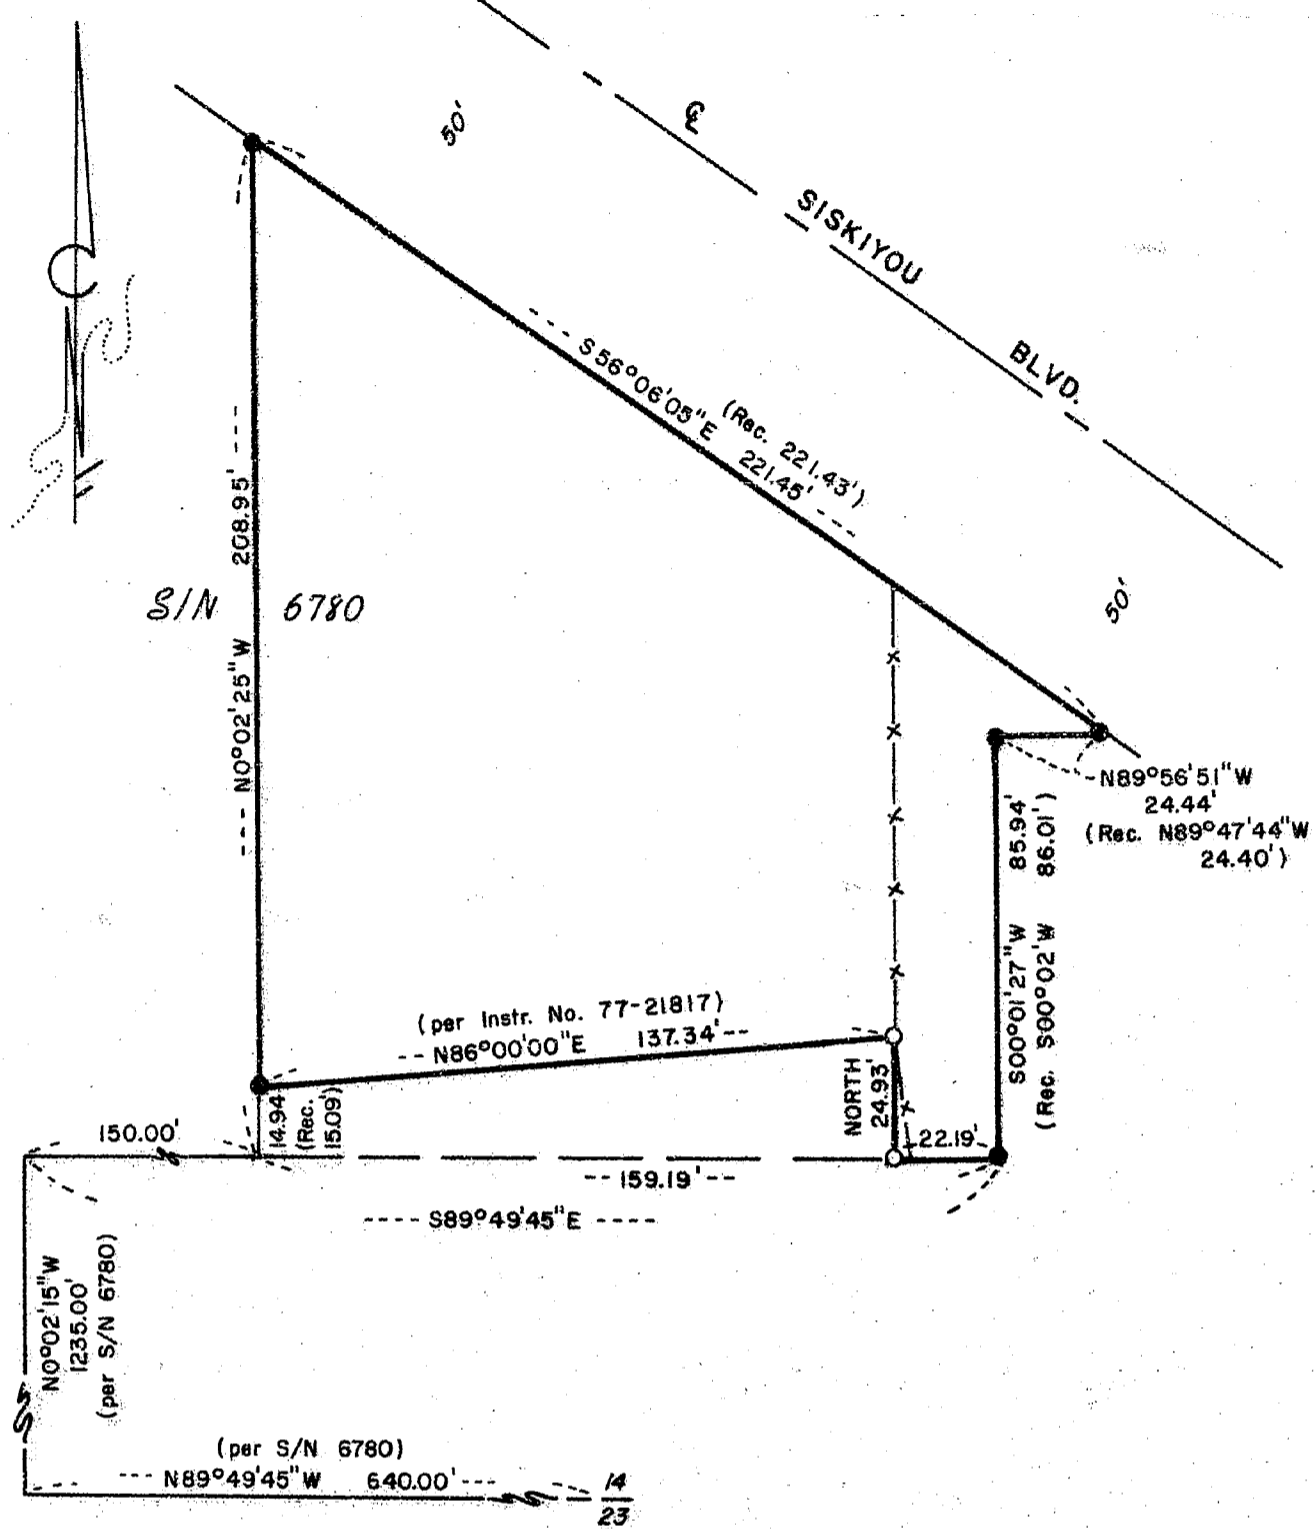 50'
℄
SISKIYOU
BLVD.
S56°06'05"E 221.45'
(Rec. 221.43')
208.95'
S/N 6780
N0°02'25"W
50'
N89°56'51"W
24.44'
(Rec. N89°47'44"W
24.40')
S00°01'27"W 85.94'
(Rec. S00°02'W 86.01')
(per Instr. No. 77-21817)
N86°00'00"E 137.34'
NORTH
24.93'
14.94'
(Rec.
15.09')
150.00'
22.19'
159.19'
S89°49'45"E
N0°02'15"W
1235.00'
(per S/N 6780)
(per S/N 6780)
N89°49'45"W 640.00'
14
23